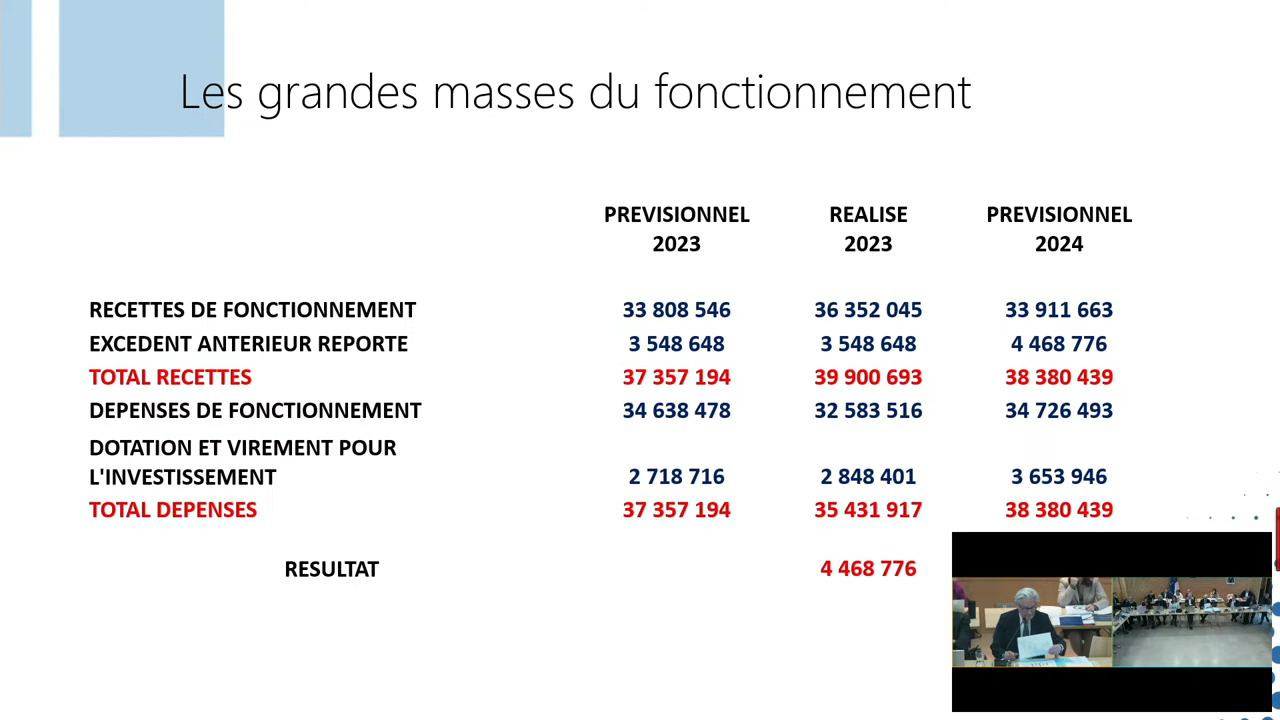 Les grandes masses du fonctionnement
PREVISIONNEL 2023 REALISE 2023 PREVISIONNEL 2024
RECETTES DE FONCTIONNEMENT 33 808 546 36 352 045 33 911 663
EXCEDENT ANTERIEUR REPORTE 3 548 648 3 548 648 4 468 776
TOTAL RECETTES 37 357 194 39 900 693 38 380 439
DEPENSES DE FONCTIONNEMENT 34 638 478 32 583 516 34 726 493
DOTATION ET VIREMENT POUR
L'INVESTISSEMENT 2 718 716 2 848 401 3 653 946
TOTAL DEPENSES 37 357 194 35 431 917 38 380 439
RESULTAT 4 468 776